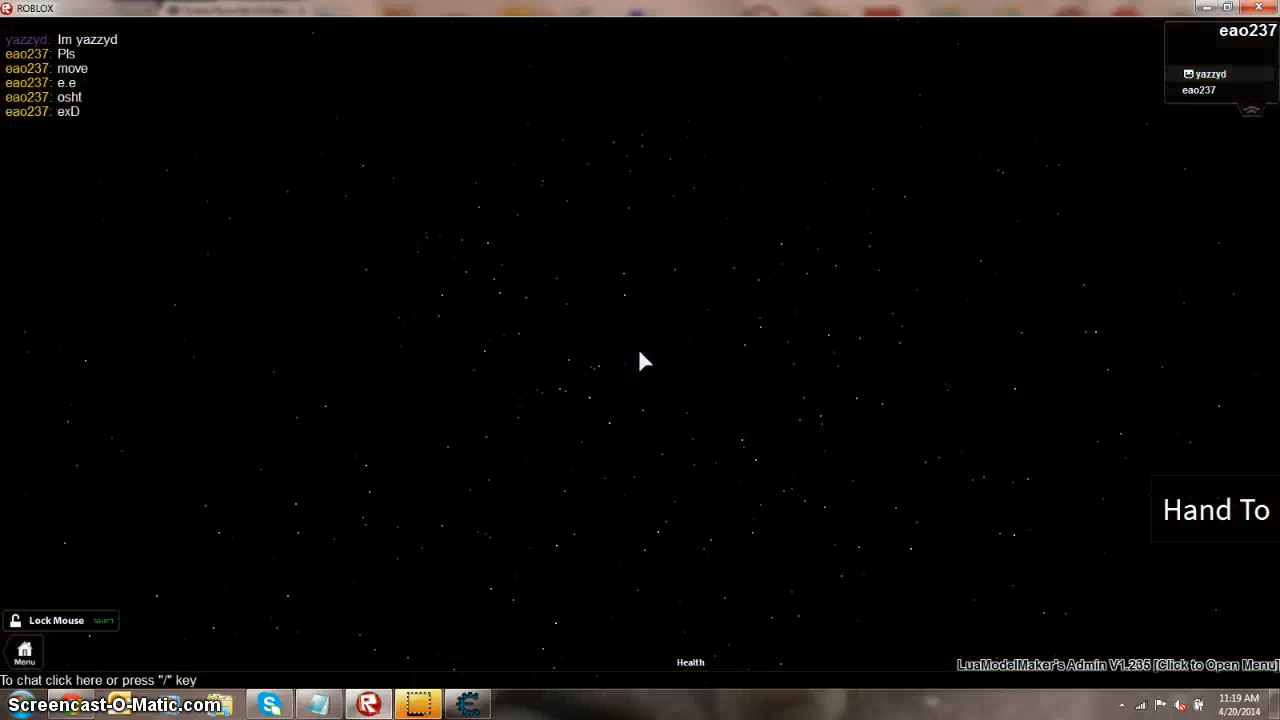 ROBLOX
yazzyd: Im yazzyd
eao237: Pls
eao237: move
eao237: e.e
eao237: osht
eao237: exD
eao237
yazzyd
eao237
Hand To
Lock Mouse SHIFT
Menu
Health
LuaModelMaker's Admin V1.235 [Click to Open Menu]
To chat click here or press "/" key
Screencast-O-Matic.com
11:19 AM
4/20/2014